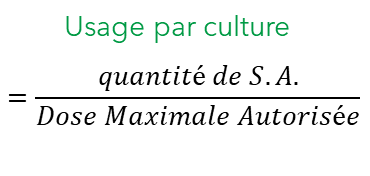 Usage par culture
quantité de S. A.
=
Dose Maximale Autorisée